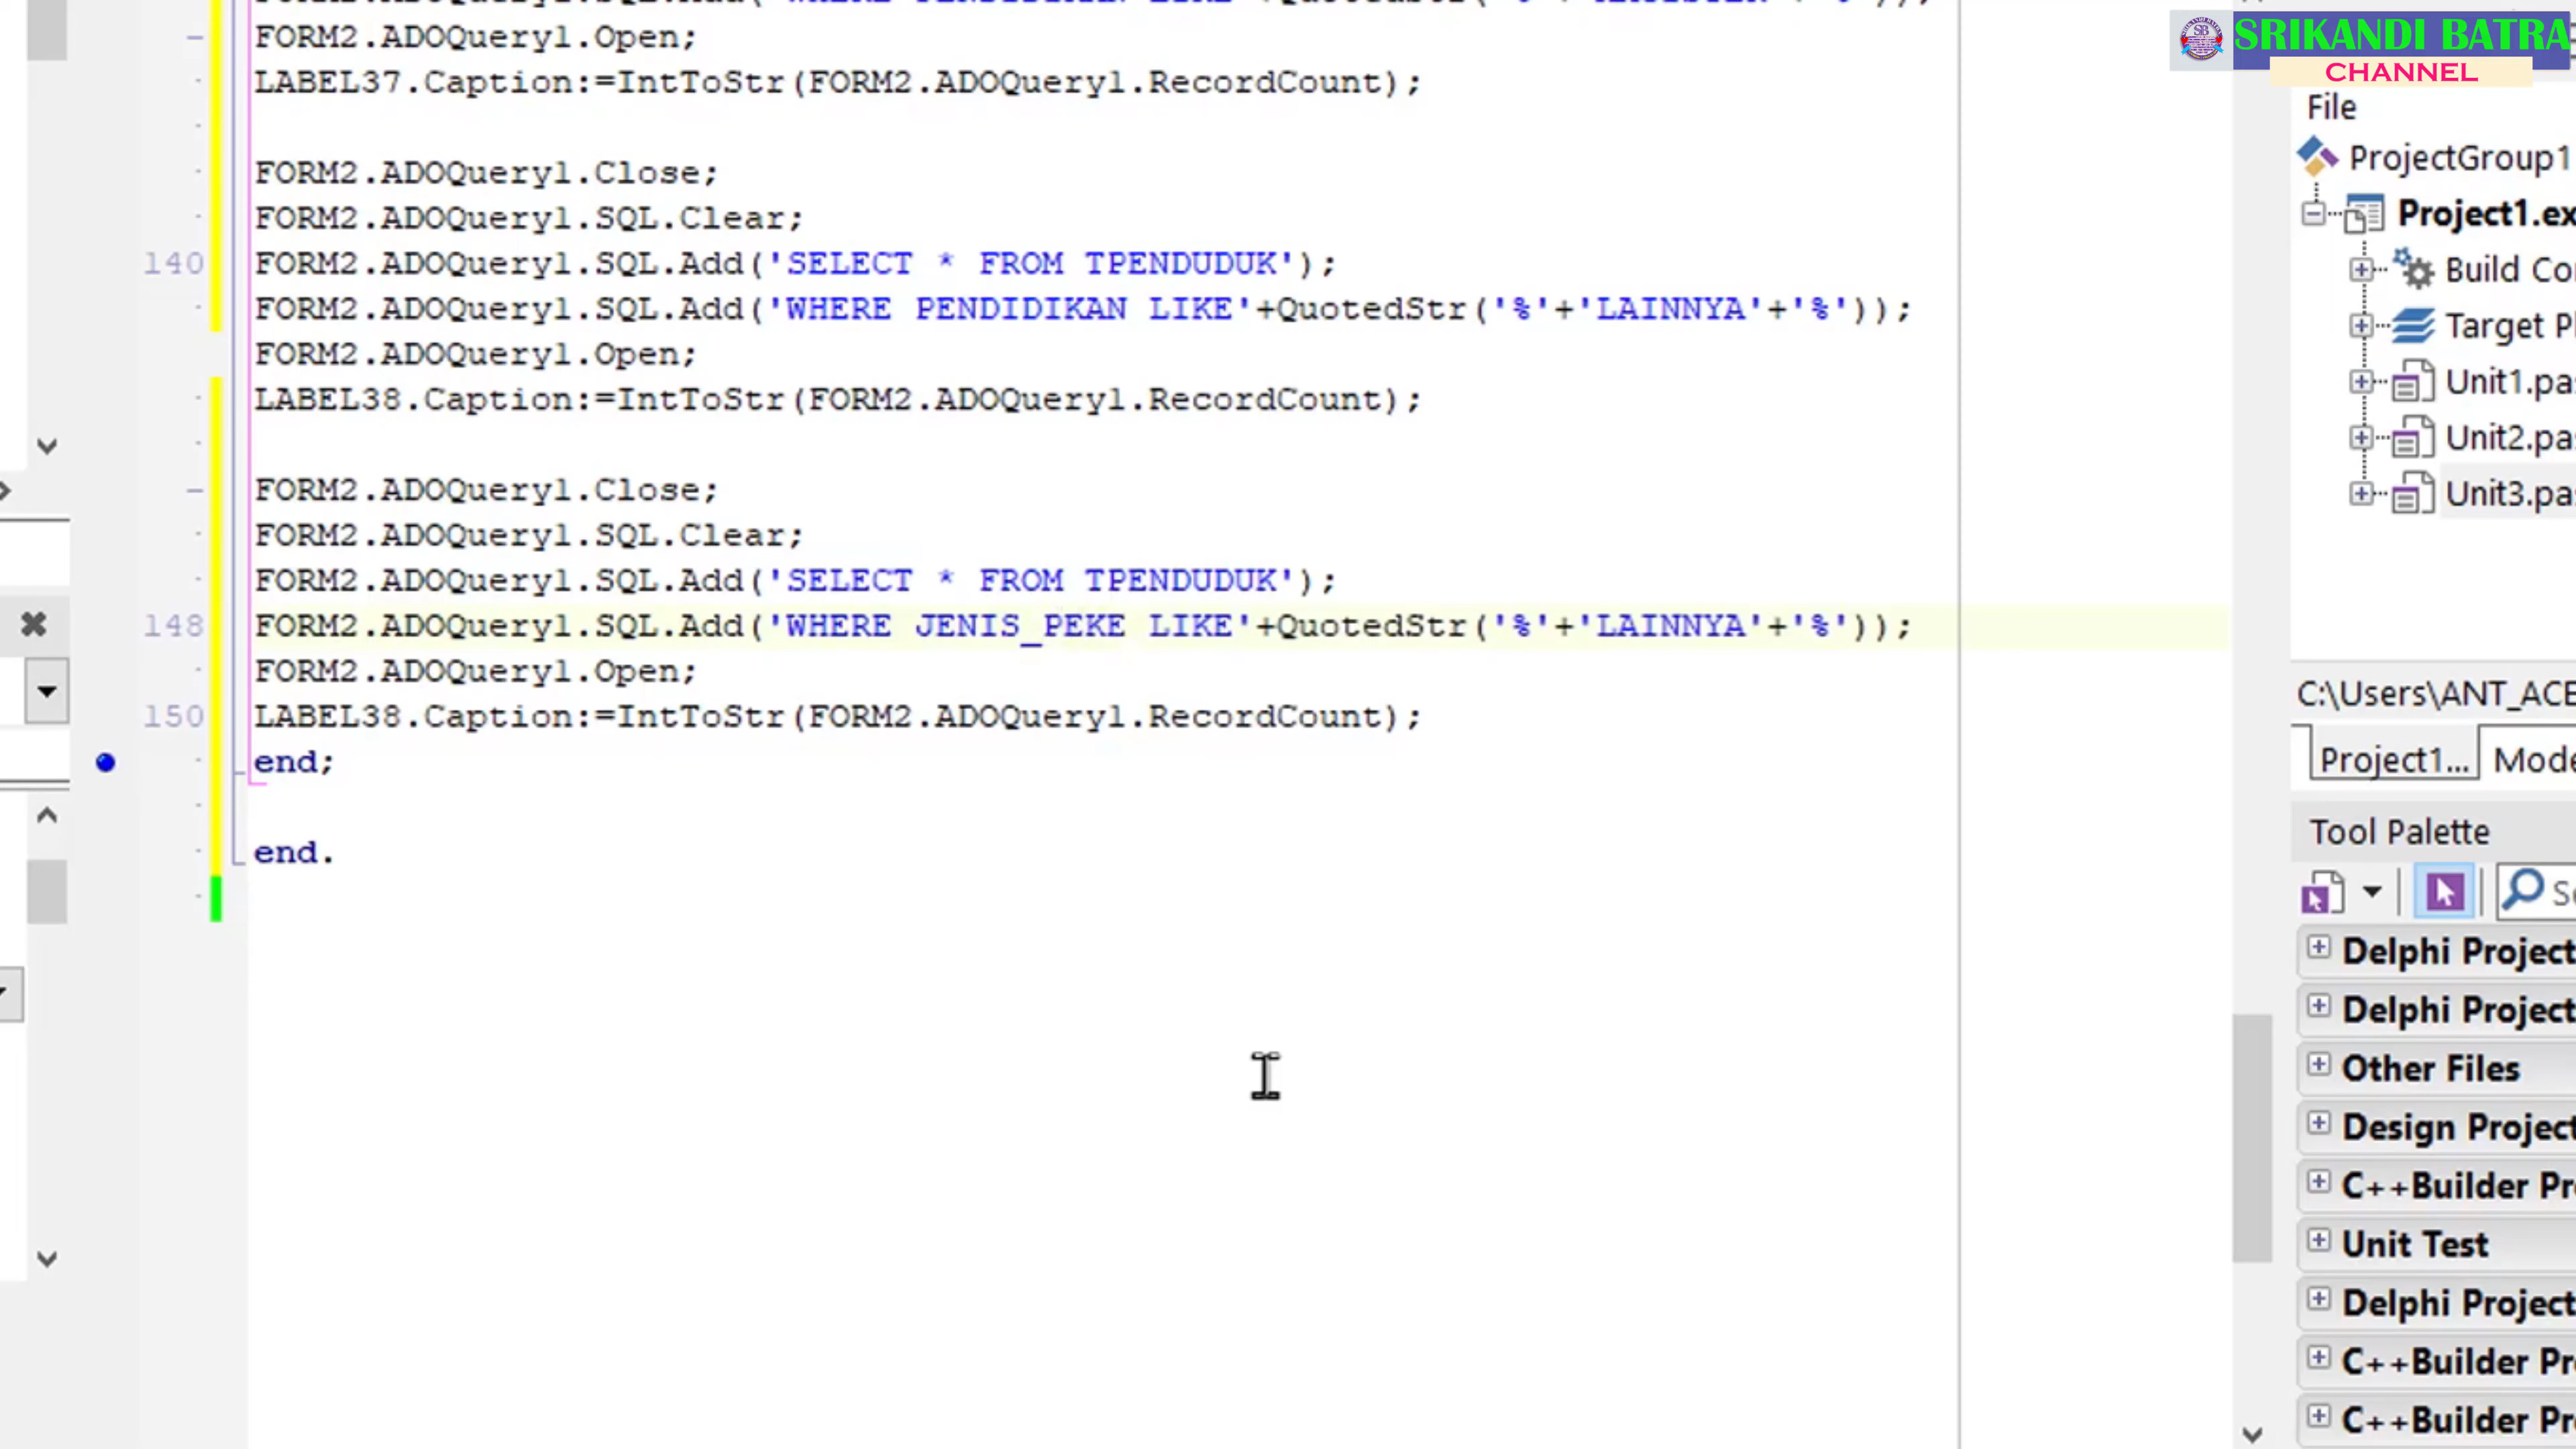 FORM2.ADOQuery1.Open;
LABEL37.Caption:=IntToStr(FORM2.ADOQuery1.RecordCount);
FORM2.ADOQuery1.Close;
FORM2.ADOQuery1.SQL.Clear;
140 FORM2.ADOQuery1.SQL.Add('SELECT * FROM TPENDUDUK');
FORM2.ADOQuery1.SQL.Add('WHERE PENDIDIKAN LIKE'+QuotedStr('%'+'LAINNYA'+'%'));
FORM2.ADOQuery1.Open;
LABEL38.Caption:=IntToStr(FORM2.ADOQuery1.RecordCount);
FORM2.ADOQuery1.Close;
FORM2.ADOQuery1.SQL.Clear;
FORM2.ADOQuery1.SQL.Add('SELECT * FROM TPENDUDUK');
148 FORM2.ADOQuery1.SQL.Add('WHERE JENIS_PEKE LIKE'+QuotedStr('%'+'LAINNYA'+'%'));
FORM2.ADOQuery1.Open;
150 LABEL38.Caption:=IntToStr(FORM2.ADOQuery1.RecordCount);
end;
end.
SRIKANDI BATRA
CHANNEL
File
ProjectGroup1
Project1.ex
Build Co
Target Pl
Unit1.pa
Unit2.pa
Unit3.pa
C:\Users\ANT_ACE
Project1... Mode
Tool Palette
Se
Delphi Project
Delphi Project
Other Files
Design Project
C++Builder Pr
Unit Test
Delphi Project
C++Builder Pr
C++Builder Pr